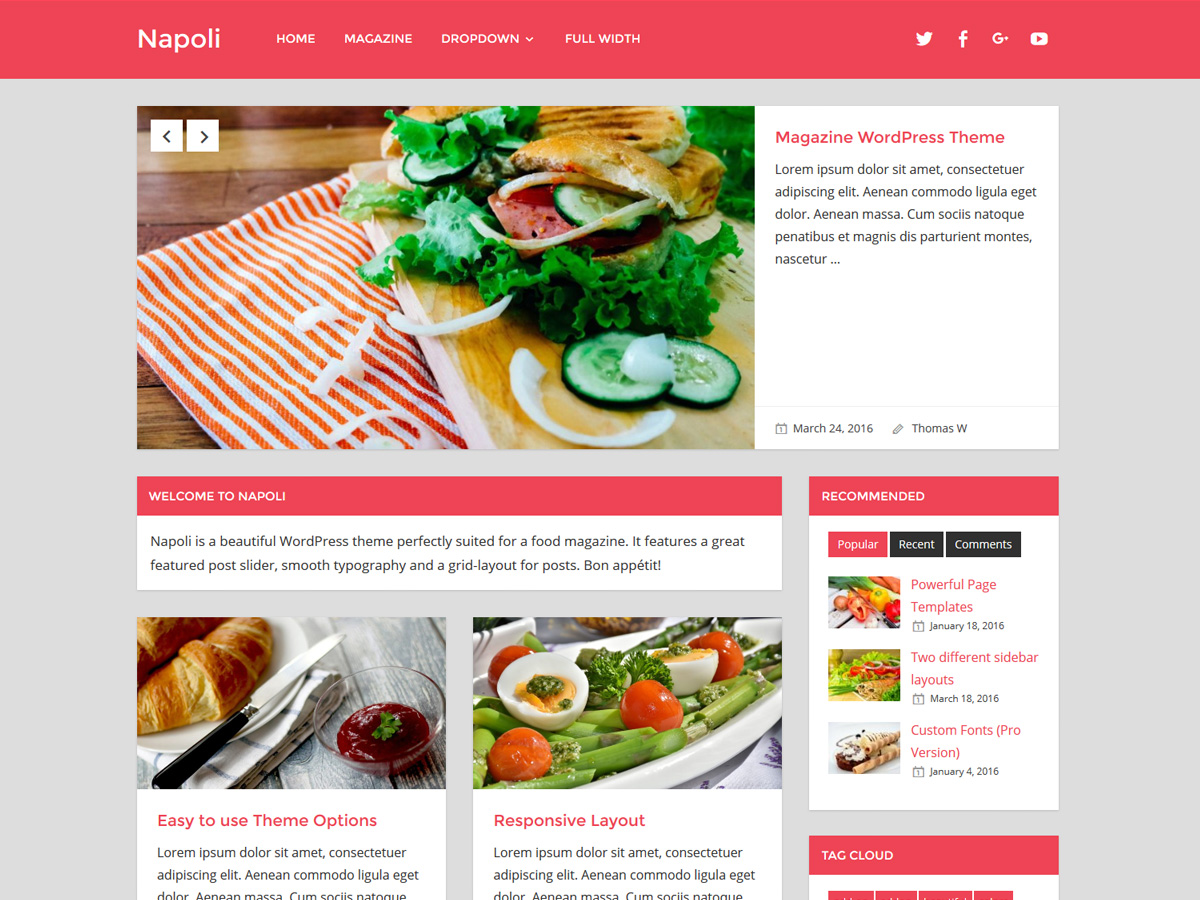 Napoli
HOME
MAGAZINE
DROPDOWN
FULL WIDTH
Magazine WordPress Theme
Lorem ipsum dolor sit amet, consectetuer
adipiscing elit. Aenean commodo ligula eget
dolor. Aenean massa. Cum sociis natoque
penatibus et magnis dis parturient montes,
nascetur ...
March 24, 2016
Thomas W
WELCOME TO NAPOLI
Napoli is a beautiful WordPress theme perfectly suited for a food magazine. It features a great
featured post slider, smooth typography and a grid-layout for posts. Bon appétit!
Easy to use Theme Options
Lorem ipsum dolor sit amet, consectetuer
adipiscing elit. Aenean commodo ligula eget
dolor. Aenean massa. Cum sociis natoque
Responsive Layout
Lorem ipsum dolor sit amet, consectetuer
adipiscing elit. Aenean commodo ligula eget
dolor. Aenean massa. Cum sociis natoque
RECOMMENDED
Popular
Recent
Comments
Powerful Page
Templates
January 18, 2016
Two different sidebar
layouts
March 18, 2016
Custom Fonts (Pro
Version)
January 4, 2016
TAG CLOUD